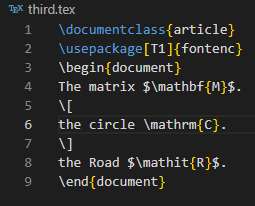 TEX third.tex
1 \documentclass{article}
2 \usepackage[T1]{fontenc}
3 \begin{document}
4 The matrix $\mathbf{M}$.
5 \[
6 the circle \mathrm{C}.
7 \]
8 the Road $\mathit{R}$.
9 \end{document}